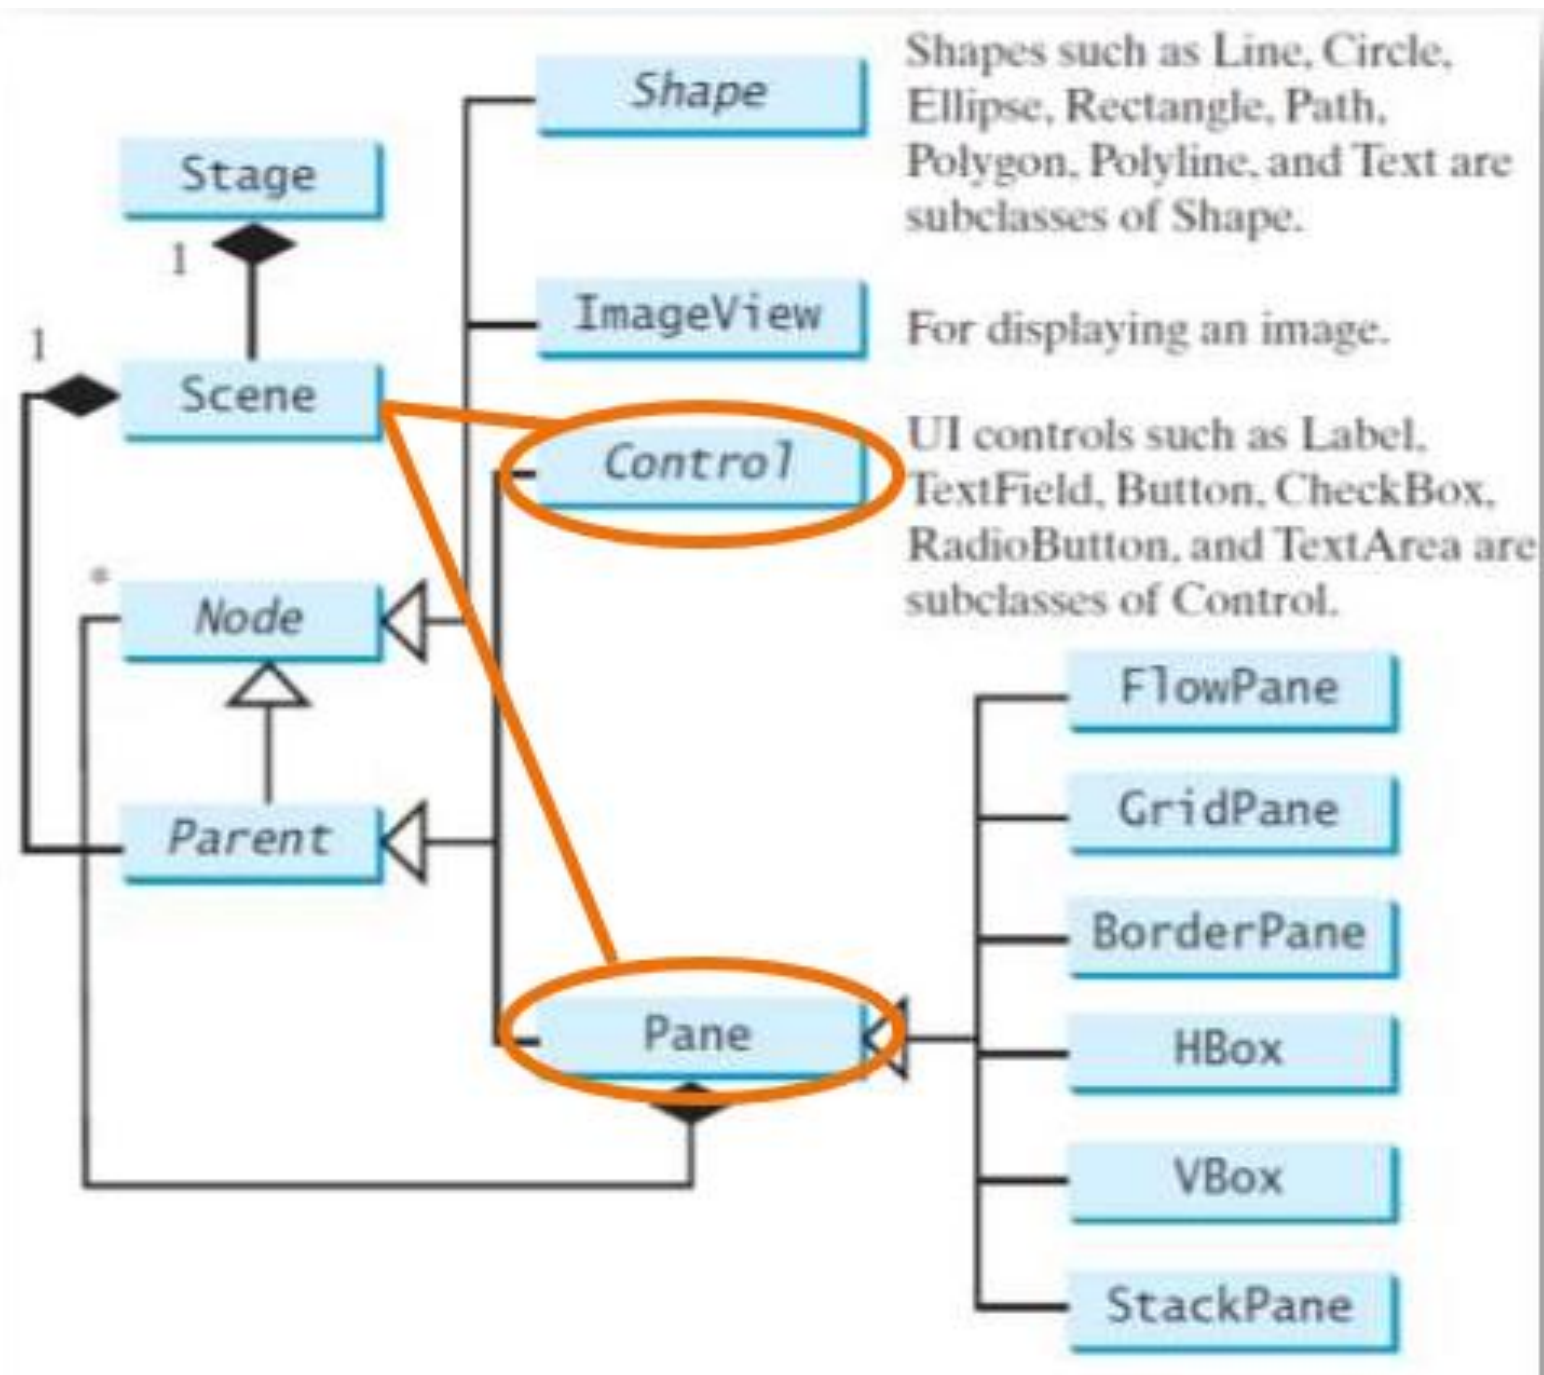 Shape
Shapes such as Line, Circle,
Ellipse, Rectangle, Path,
Polygon, Polyline, and Text are
subclasses of Shape.
Stage
1
ImageView
For displaying an image.
1
Scene
Control
UI controls such as Label,
TextField, Button, CheckBox,
RadioButton, and TextArea are
subclasses of Control.
*
Node
Parent
FlowPane
GridPane
BorderPane
Pane
HBox
VBox
StackPane